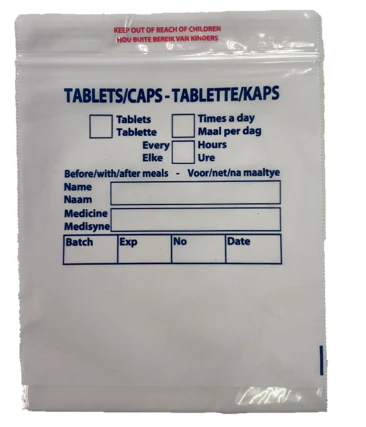 KEEP OUT OF REACH OF CHILDREN
HOU BUITE BEREIK VAN KINDERS
TABLETS/CAPS - TABLETTE/KAPS
Tablets Times a day
Tablette Maal per dag
Every Hours
Elke Ure
Before/with/after meals - Voor/net/na maaltye
Name
Naam
Medicine
Medisyne
Batch Exp No Date